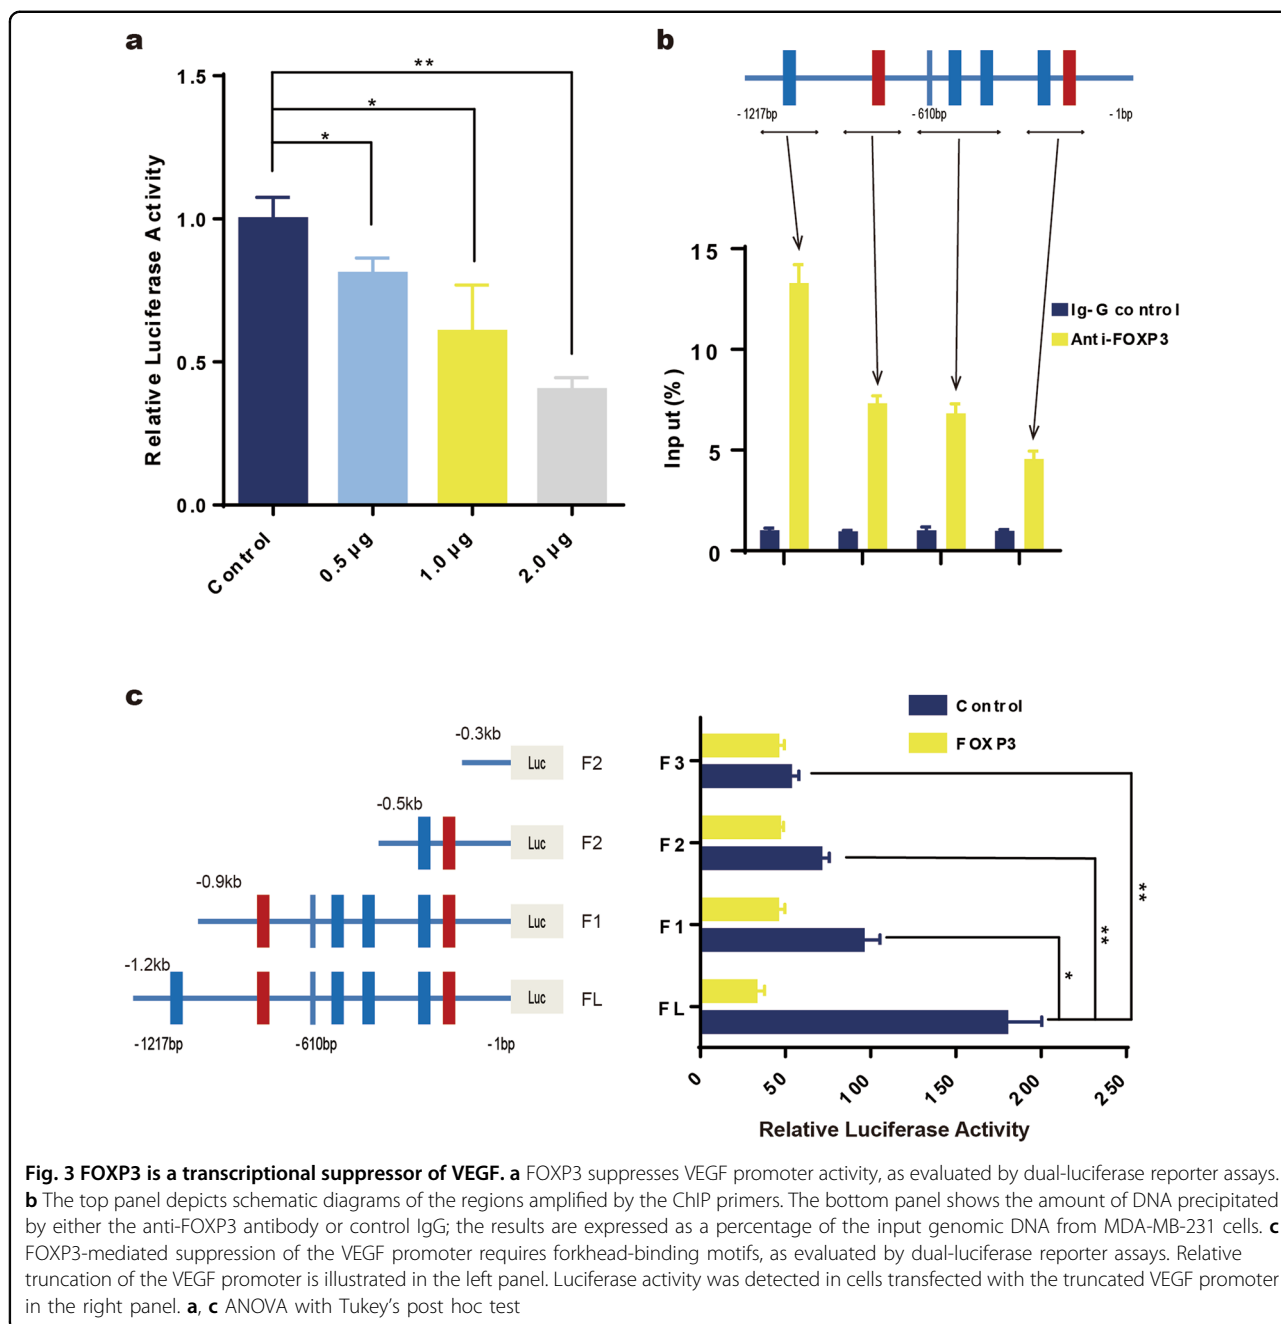 a
Relative Luciferase Activity
1.5
1.0
0.5
0.0
**
*
*
Control
0.5 µg
1.0 µg
2.0 µg
b
-1217bp
-610bp
-1bp
Input (%)
15
10
5
0
Ig-G control
Anti-FOXP3
c
-0.3kb
Luc
F2
-0.5kb
Luc
F2
-0.9kb
Luc
F1
-1.2kb
Luc
FL
-1217bp
-610bp
-1bp
Control
FOXP3
F3
F2
F1
FL
*
**
**
0
50
100
150
200
250
Relative Luciferase Activity
Fig. 3 FOXP3 is a transcriptional suppressor of VEGF. a FOXP3 suppresses VEGF promoter activity, as evaluated by dual-luciferase reporter assays.
b The top panel depicts schematic diagrams of the regions amplified by the ChIP primers. The bottom panel shows the amount of DNA precipitated
by either the anti-FOXP3 antibody or control IgG; the results are expressed as a percentage of the input genomic DNA from MDA-MB-231 cells. c
FOXP3-mediated suppression of the VEGF promoter requires forkhead-binding motifs, as evaluated by dual-luciferase reporter assays. Relative
truncation of the VEGF promoter is illustrated in the left panel. Luciferase activity was detected in cells transfected with the truncated VEGF promoter
in the right panel. a, c ANOVA with Tukey's post hoc test